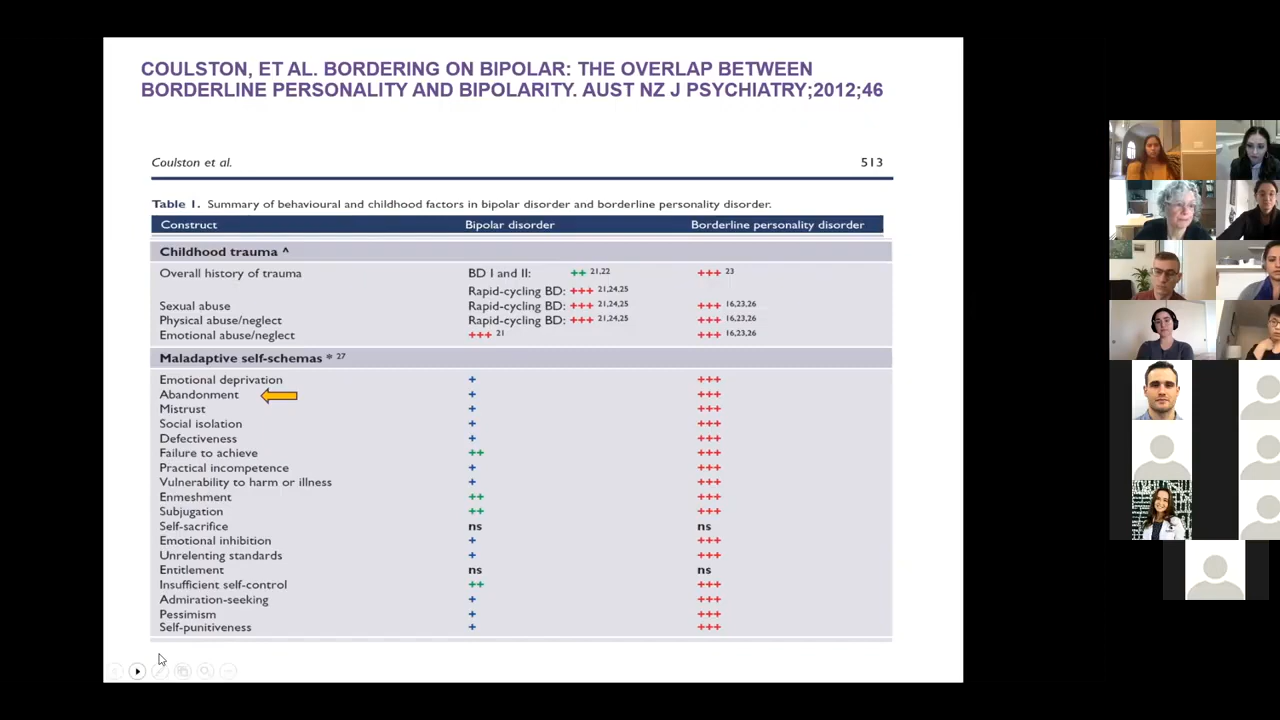 COULSTON, ET AL. BORDERING ON BIPOLAR: THE OVERLAP BETWEEN
BORDERLINE PERSONALITY AND BIPOLARITY. AUST NZ J PSYCHIATRY;2012;46
Coulston et al. 513
Table 1. Summary of behavioural and childhood factors in bipolar disorder and borderline personality disorder.
Construct Bipolar disorder Borderline personality disorder
Childhood trauma ^
Overall history of trauma BD I and II: ++ 21,22 +++ 23
Rapid-cycling BD: +++ 21,24,25
Sexual abuse Rapid-cycling BD: +++ 21,24,25 +++ 16,23,26
Physical abuse/neglect Rapid-cycling BD: +++ 21,24,25 +++ 16,23,26
Emotional abuse/neglect +++ 21 +++ 16,23,26
Maladaptive self-schemas * 27
Emotional deprivation + +++
Abandonment + +++
Mistrust + +++
Social isolation + +++
Defectiveness + +++
Failure to achieve ++ +++
Practical incompetence + +++
Vulnerability to harm or illness + +++
Enmeshment ++ +++
Subjugation ++ +++
Self-sacrifice ns ns
Emotional inhibition + +++
Unrelenting standards + +++
Entitlement ns ns
Insufficient self-control ++ +++
Admiration-seeking + +++
Pessimism + +++
Self-punitiveness + +++